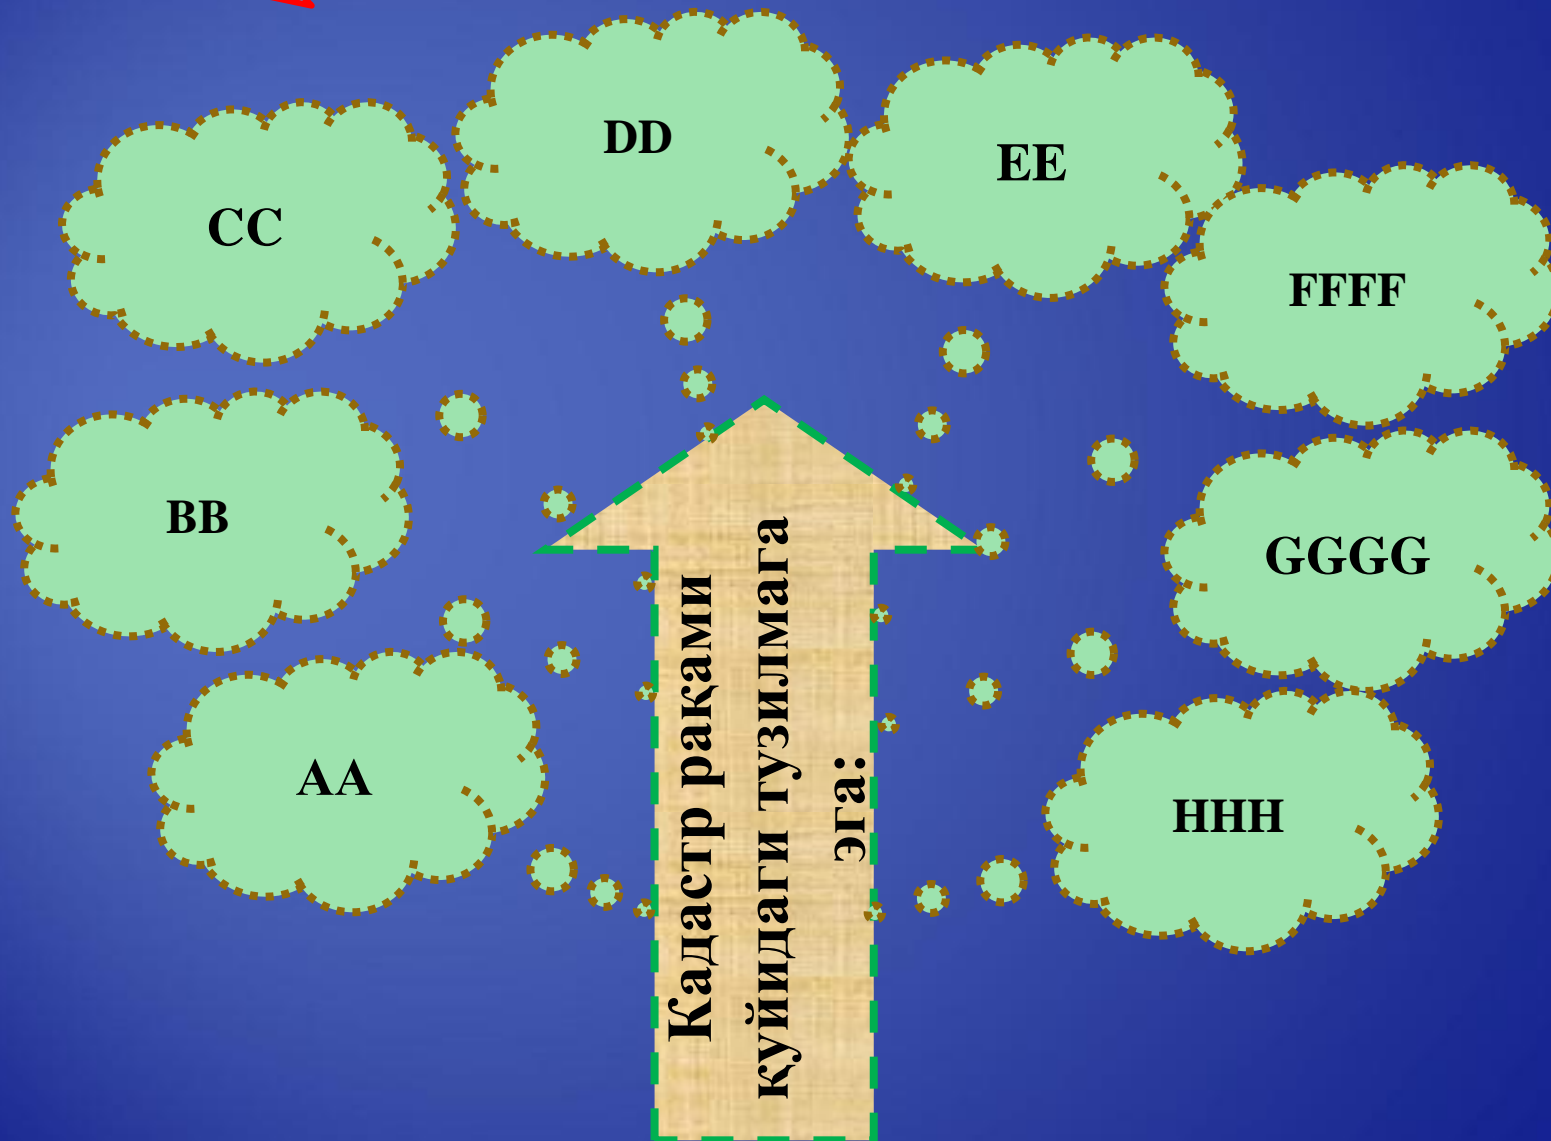 DD
EE
CC
FFFF
BB
GGGG
AA
HHH
Кадастр рақами
қуйидаги тузилмага
эга: